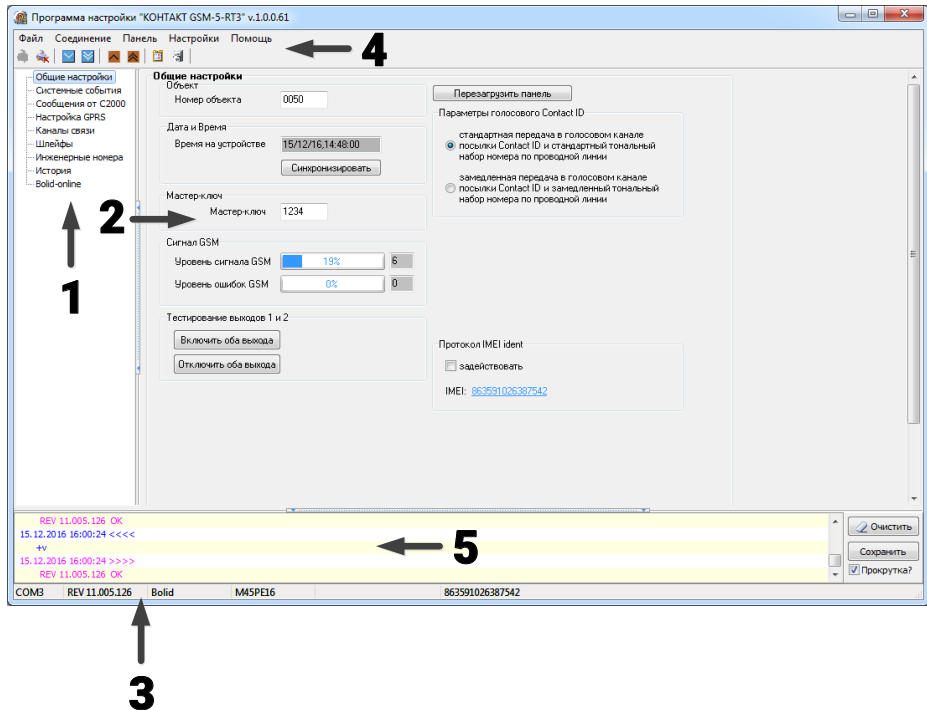 Программа настройки "КОНТАКТ GSM-5-RT3" v.1.0.0.61
Файл Соединение Панель Настройки Помощь
4
Общие настройки
Системные события
Сообщения от С2000
Настройка GPRS
Каналы связи
Шлейфы
Инженерные номера
История
Bolid-online
1
2
Общие настройки
Объект
Номер объекта 0050
Дата и Время
Время на устройстве 15/12/16,14:48:00
Синхронизировать
Мастер-ключ
Мастер-ключ 1234
Сигнал GSM
Уровень сигнала GSM 19% 6
Уровень ошибок GSM 0% 0
Тестирование выходов 1 и 2
Включить оба выхода
Отключить оба выхода
Перезагрузить панель
Параметры голосового Contact ID
стандартная передача в голосовом канале
посылки Contact ID и стандартный тональный
набор номера по проводной линии
замедленная передача в голосовом канале
посылки Contact ID и замедленный тональный
набор номера по проводной линии
Протокол IMEI ident
задействовать
IMEI: 863591026387542
REV 11.005.126 OK
15.12.2016 16:00:24 <<<<
+v
15.12.2016 16:00:24 >>>>
REV 11.005.126 OK
5
Очистить
Сохранить
Прокрутка?
COM3 REV 11.005.126 Bolid M45PE16 863591026387542
3